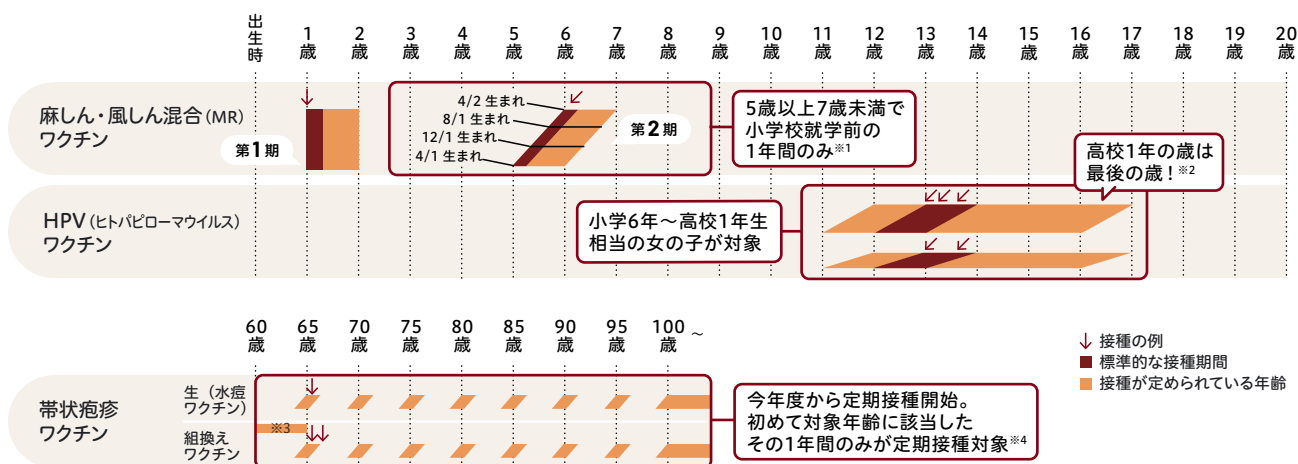 出生時 1歳 2歳 3歳 4歳 5歳 6歳 7歳 8歳 9歳 10歳 11歳 12歳 13歳 14歳 15歳 16歳 17歳 18歳 19歳 20歳
麻しん・風しん混合(MR)
ワクチン
第1期
4/2 生まれ
8/1 生まれ
12/1 生まれ
4/1 生まれ
第2期
5歳以上7歳未満で
小学校就学前の
1年間のみ※1
高校1年の歳は
最後の歳！※2
HPV(ヒトパピローマウイルス)
ワクチン
小学6年～高校1年生
相当の女の子が対象
60歳 65歳 70歳 75歳 80歳 85歳 90歳 95歳 100歳 ～
帯状疱疹
ワクチン
生（水痘
ワクチン）
※3
組換え
ワクチン
今年度から定期接種開始。
初めて対象年齢に該当した
その1年間のみが定期接種対象※4
接種の例
標準的な接種期間
接種が定められている年齢